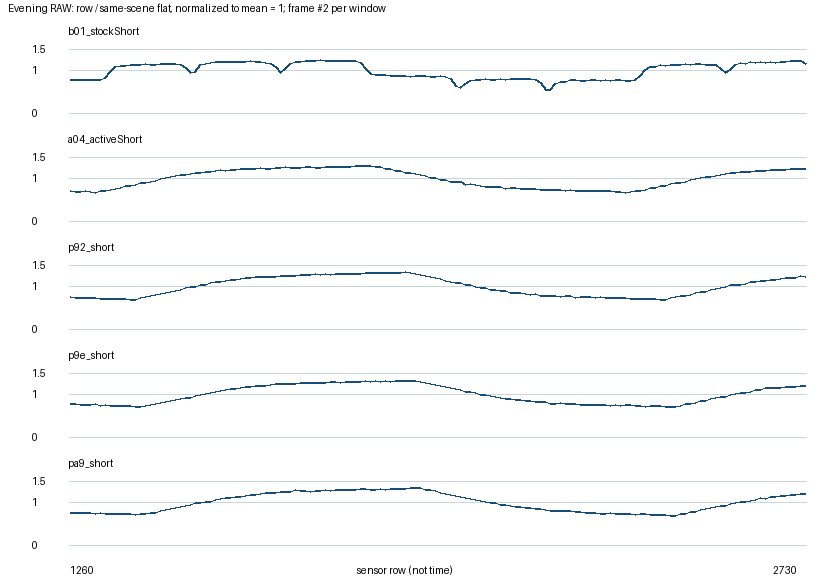 Evening RAW: row/same-scene flat, normalized to mean = 1; frame #2 per window
b01_stockShort
1.5
1
0
a04_activeShort
1.5
1
0
p92_short
1.5
1
0
p9e_short
1.5
1
0
pa9_short
1.5
1
0
1260 sensor row (not time) 2730